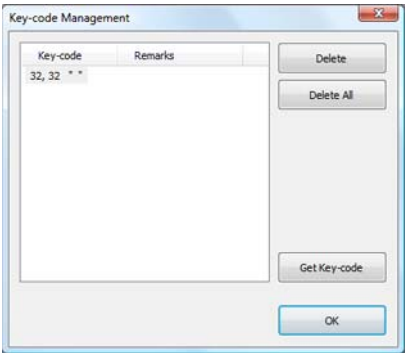 Key-code Management
Key-code Remarks
Delete
32, 32 " "
Delete All
Get Key-code
OK